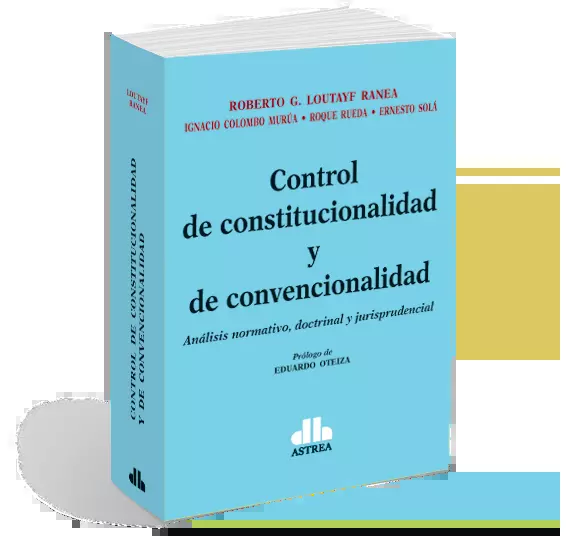 ROBERTO G. LOUTAYF RANEA
IGNACIO COLOMBO MURÚA • ROQUE RUEDA • ERNESTO SOLÁ
Control
de constitucionalidad
y
de convencionalidad
Análisis normativo, doctrinal y jurisprudencial
Prólogo de
EDUARDO OTEIZA
ASTREA
LOUTAYF
RANEA
CONTROL DE CONSTITUCIONALIDAD
Y DE CONVENCIONALIDAD